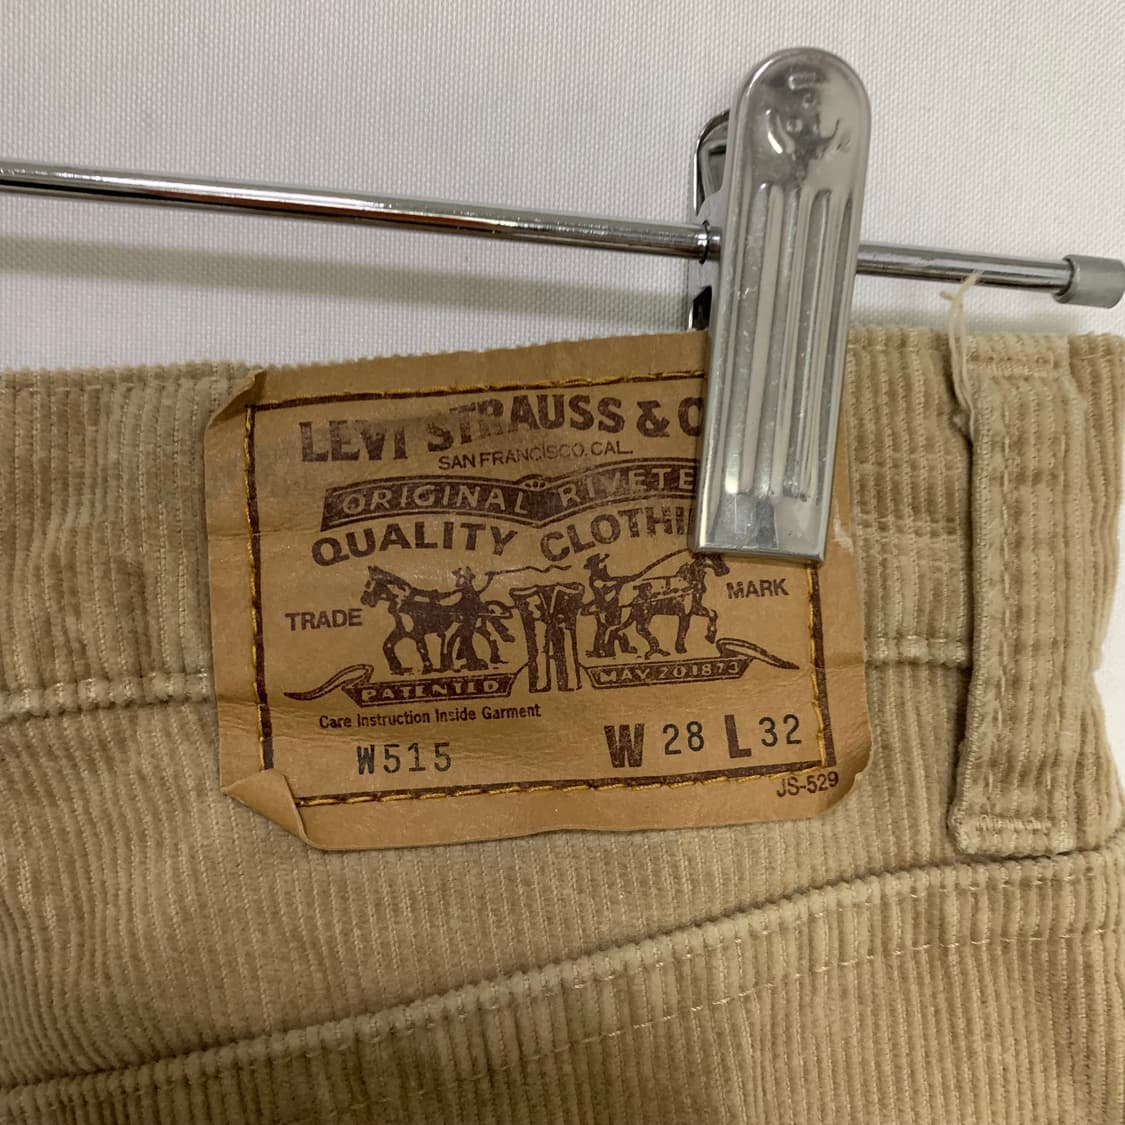 LEVI STRAUSS & C
SAN FRANCISCO, CAL.
ORIGINAL RIVETE
QUALITY CLOTHI
TRADE MARK
PATENTED MAY 20 1873
Care Instruction Inside Garment
W515 W 28 L 32
JS-529